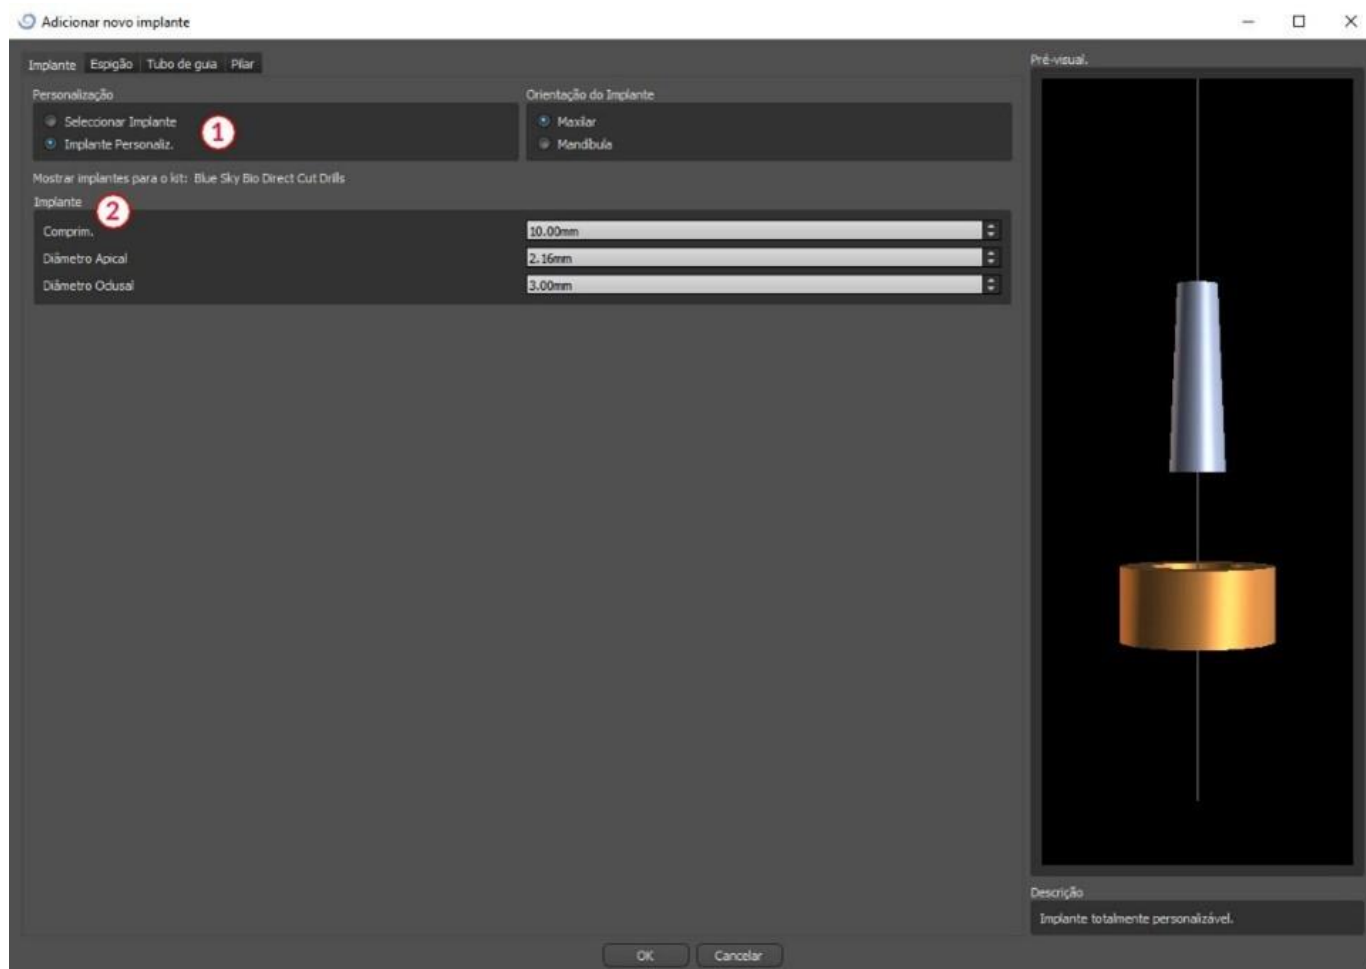 Adicionar novo implante
Implante Espigão Tubo de guia Pilar
Personalização
Seleccionar Implante
Implante Personaliz.
1
Orientação do Implante
Maxilar
Mandíbula
Mostrar implantes para o kit: Blue Sky Bio Direct Cut Drills
Implante
2
Comprim. 10.00mm
Diâmetro Apical 2.16mm
Diâmetro Oclusal 3.00mm
Pré-visual.
Descrição
Implante totalmente personalizável.
OK Cancelar